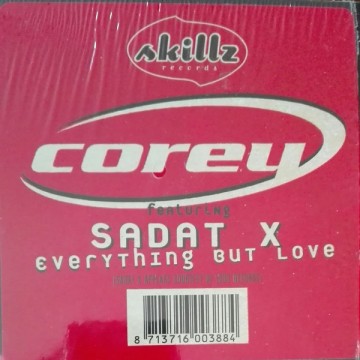 skillz
records
corey
featuring
SADAT X
everything but love
8 713716 003884